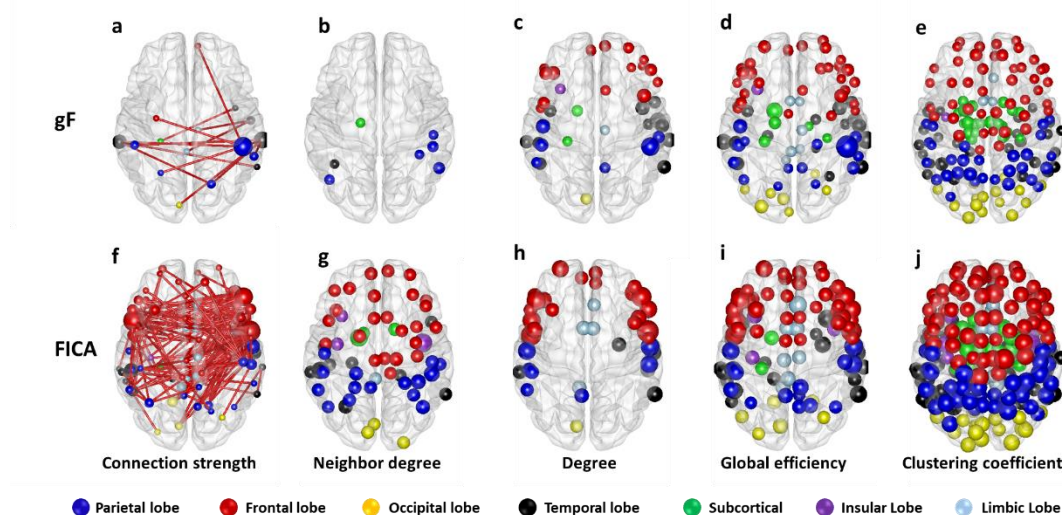 a b c d e
gF
f g h i j
FICA
Connection strength Neighbor degree Degree Global efficiency Clustering coefficient
Parietal lobe Frontal lobe Occipital lobe Temporal lobe Subcortical Insular Lobe Limbic Lobe